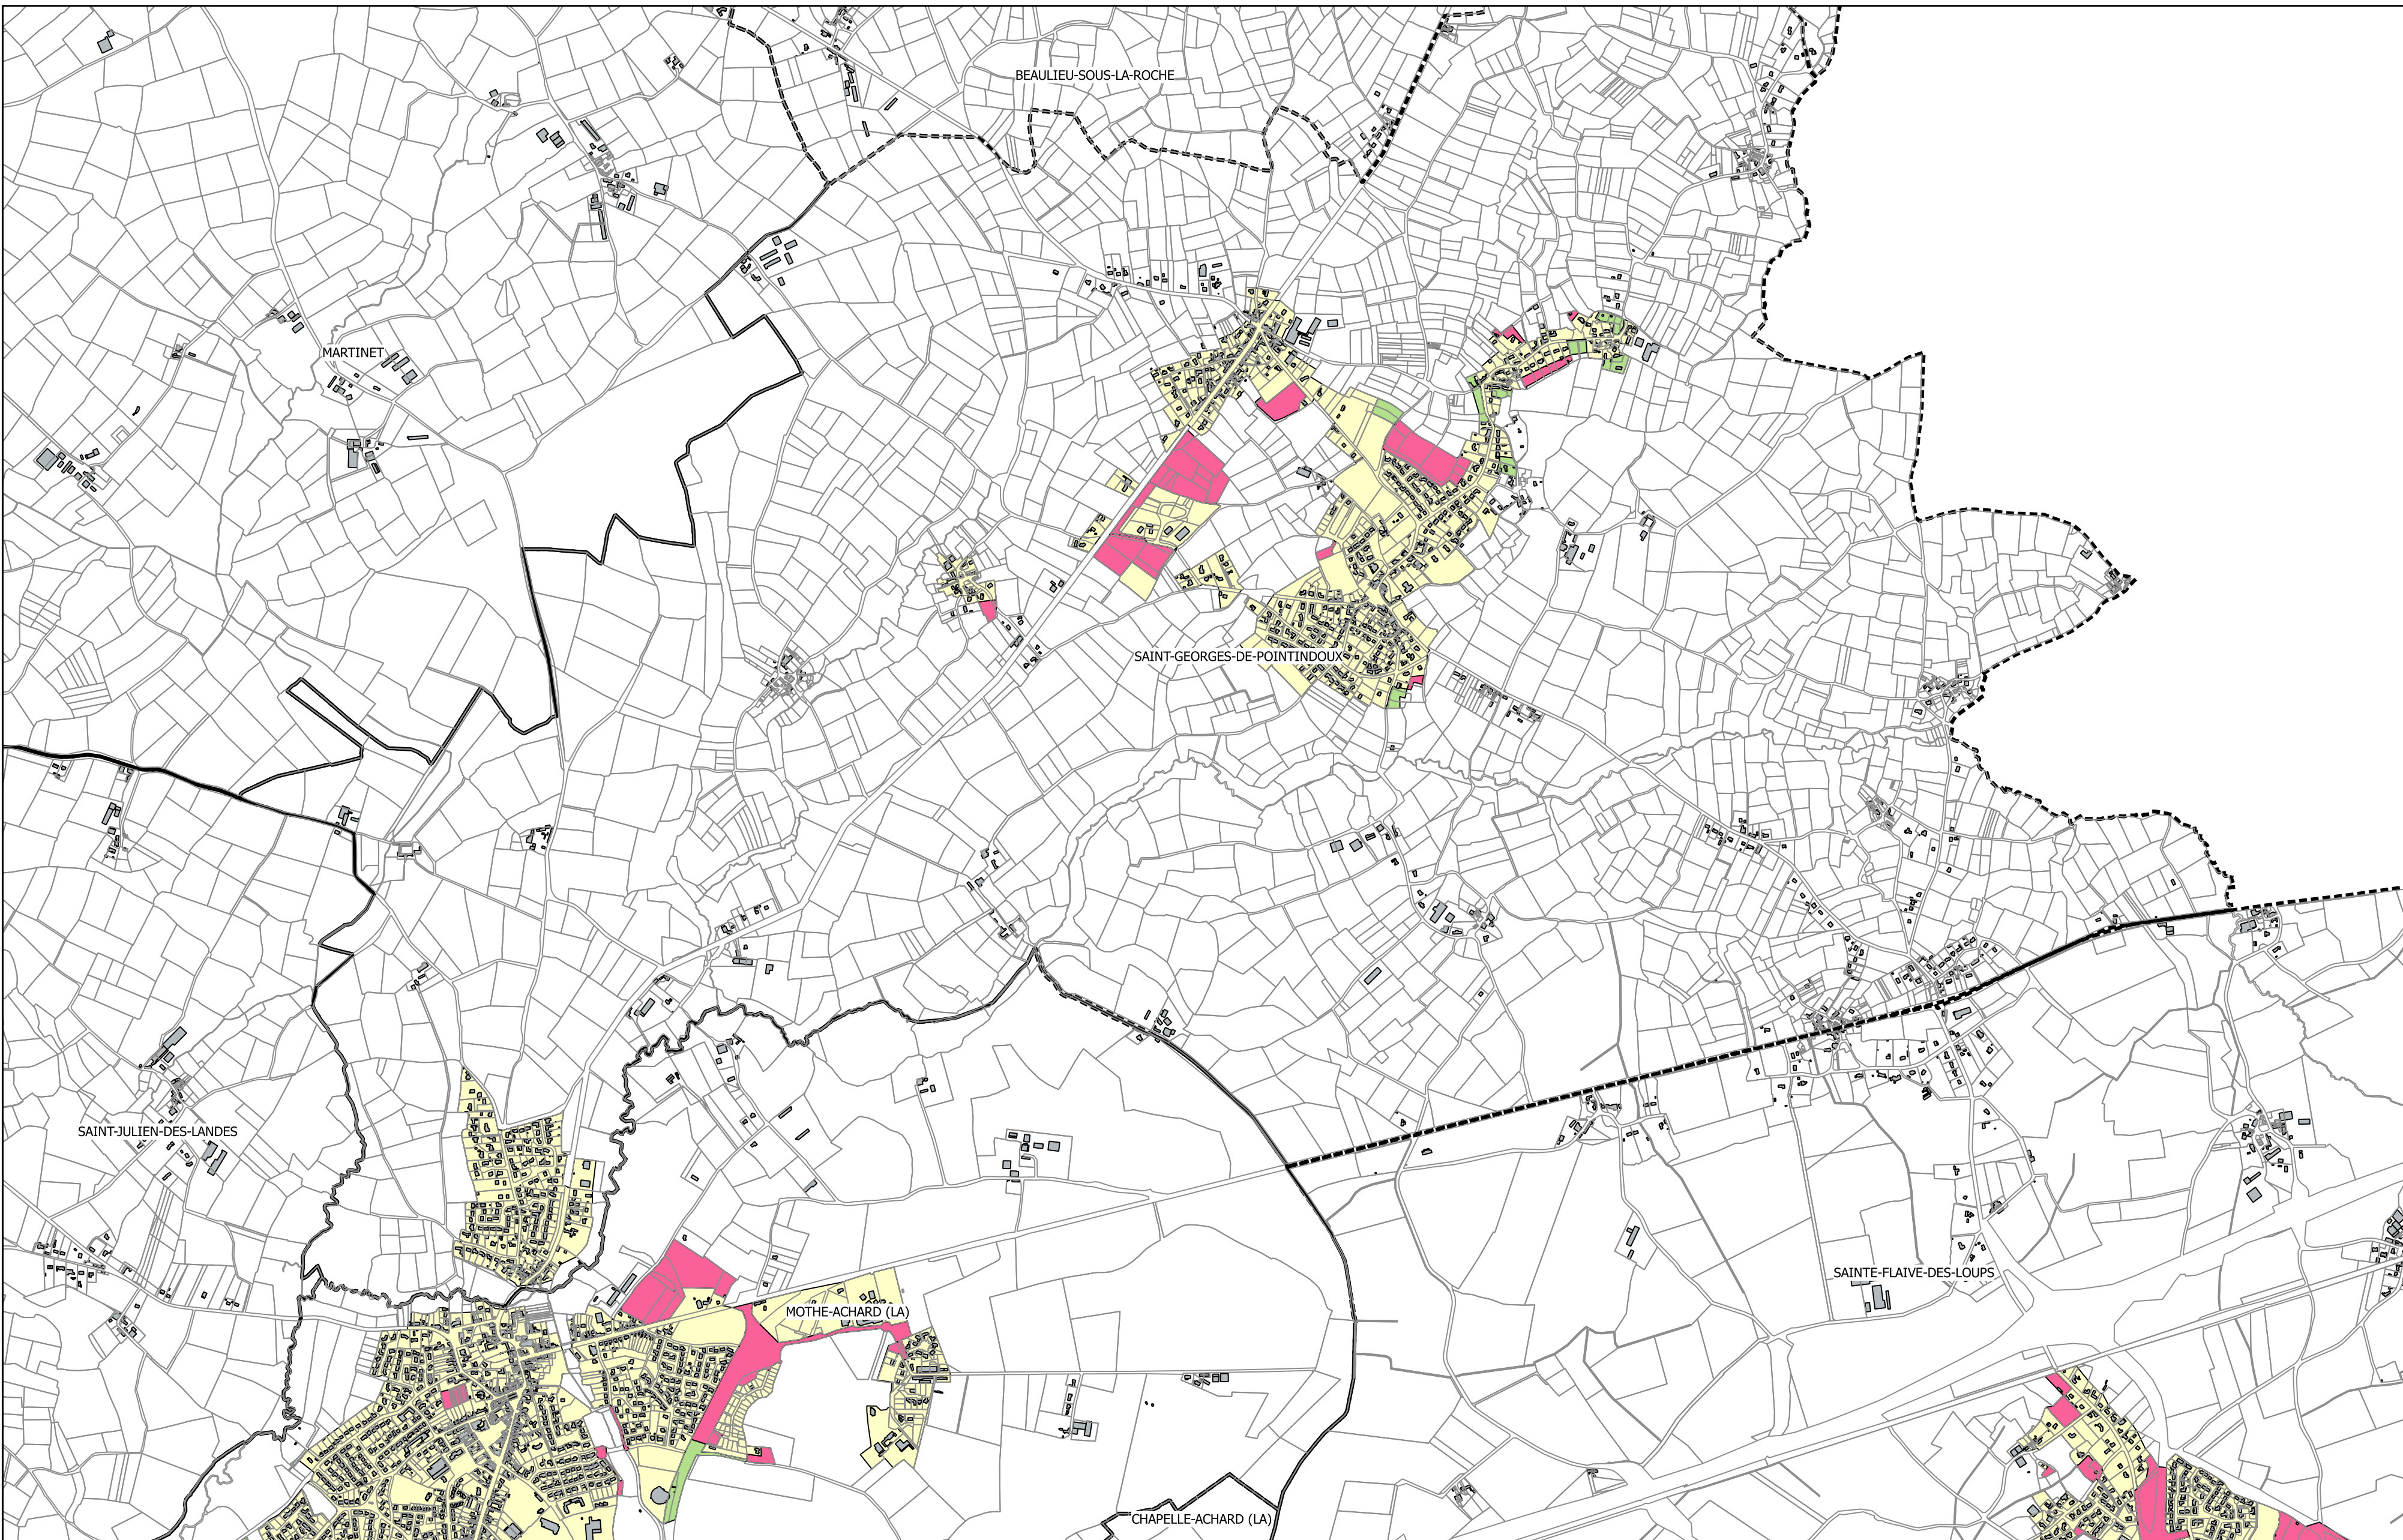 BEAULIEU-SOUS-LA-ROCHE
MARTINET
SAINT-GEORGES-DE-POINTINDOUX
SAINT-JULIEN-DES-LANDES
SAINTE-FLAIVE-DES-LOUPS
MOTHE-ACHARD (LA)
CHAPELLE-ACHARD (LA)